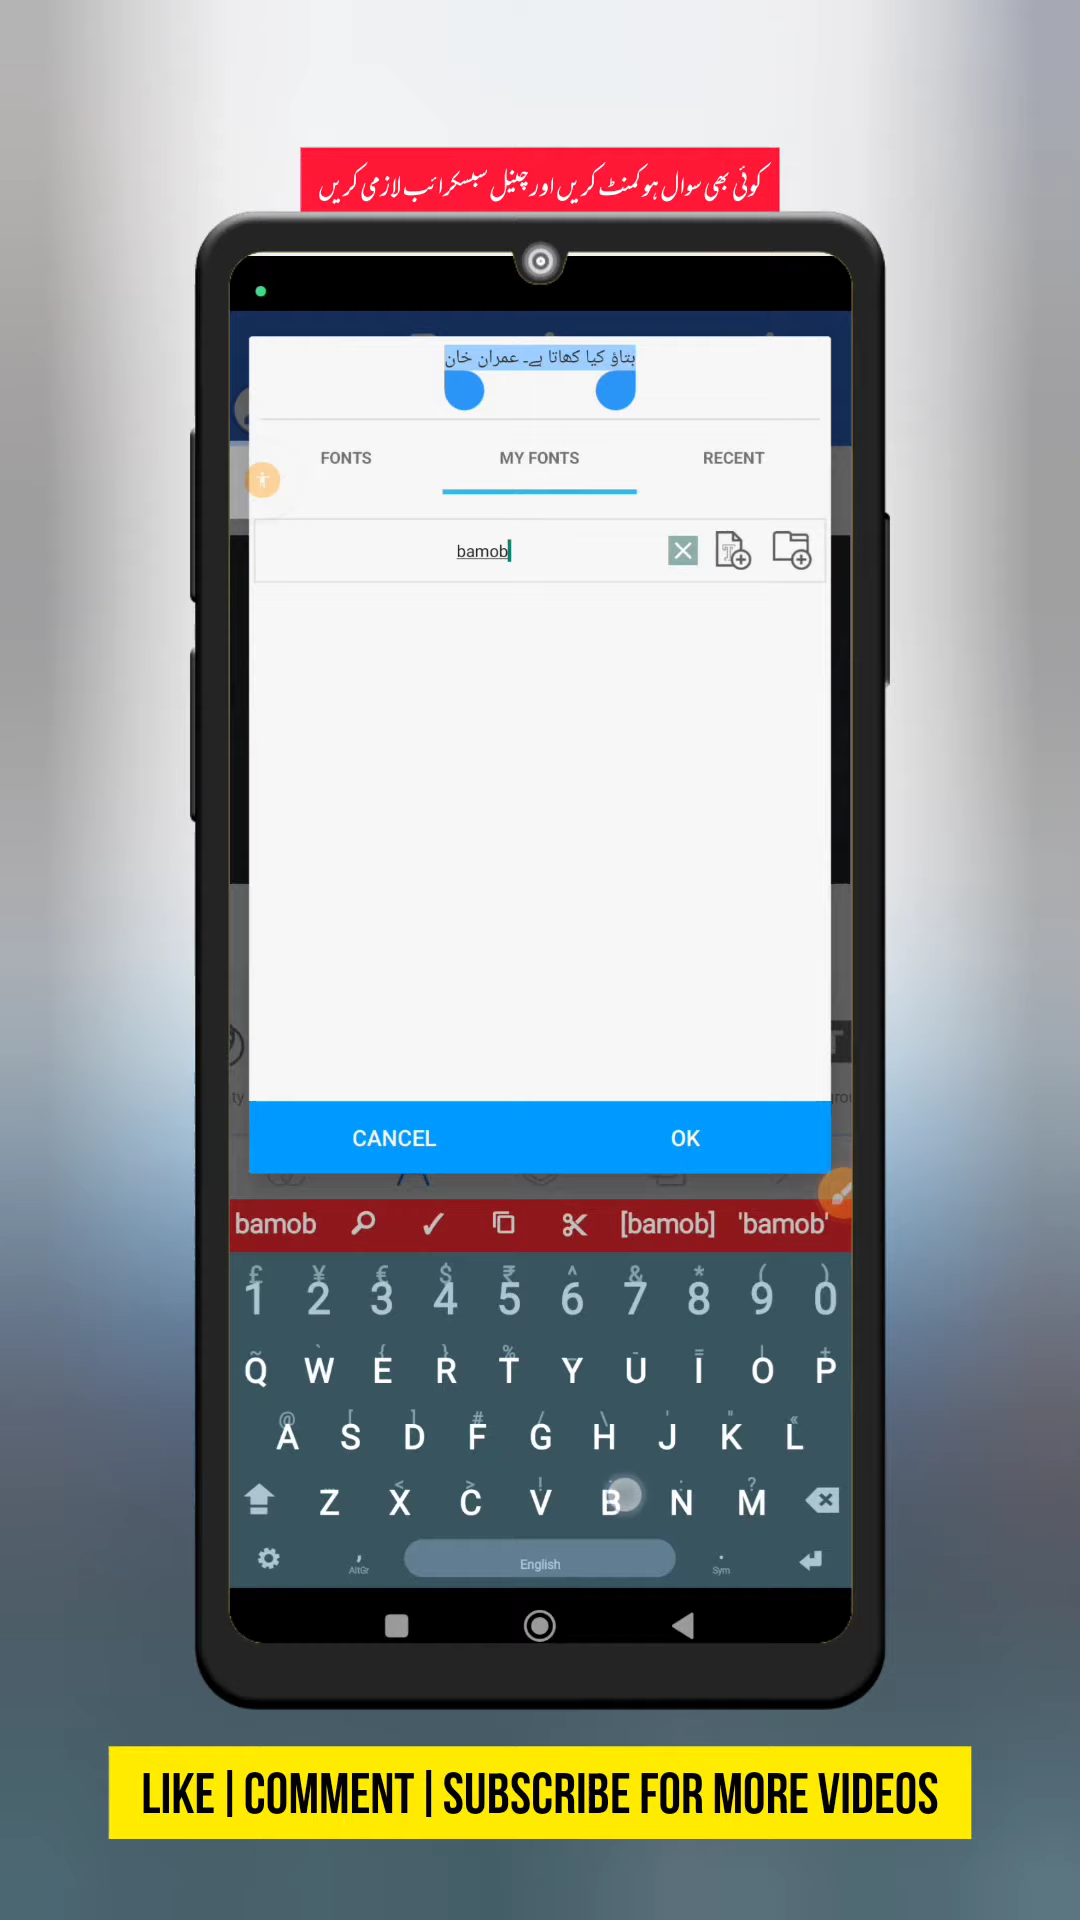 کوئی بھی سوال ہو کمنٹ کریں اور چینل سبسکرائب لازمی کریں
بتاؤ کیا کھاتا ہے۔ عمران خان
FONTS MY FONTS RECENT
bamob
CANCEL OK
bamob [bamob] 'bamob'
£ ¥ € $ ₹ ^ & * ( )
1 2 3 4 5 6 7 8 9 0
Q W E R T Y U I O P
A S D F G H J K L
Z X C V B N M
, AltGr English . Sym
LIKE | COMMENT | SUBSCRIBE FOR MORE VIDEOS